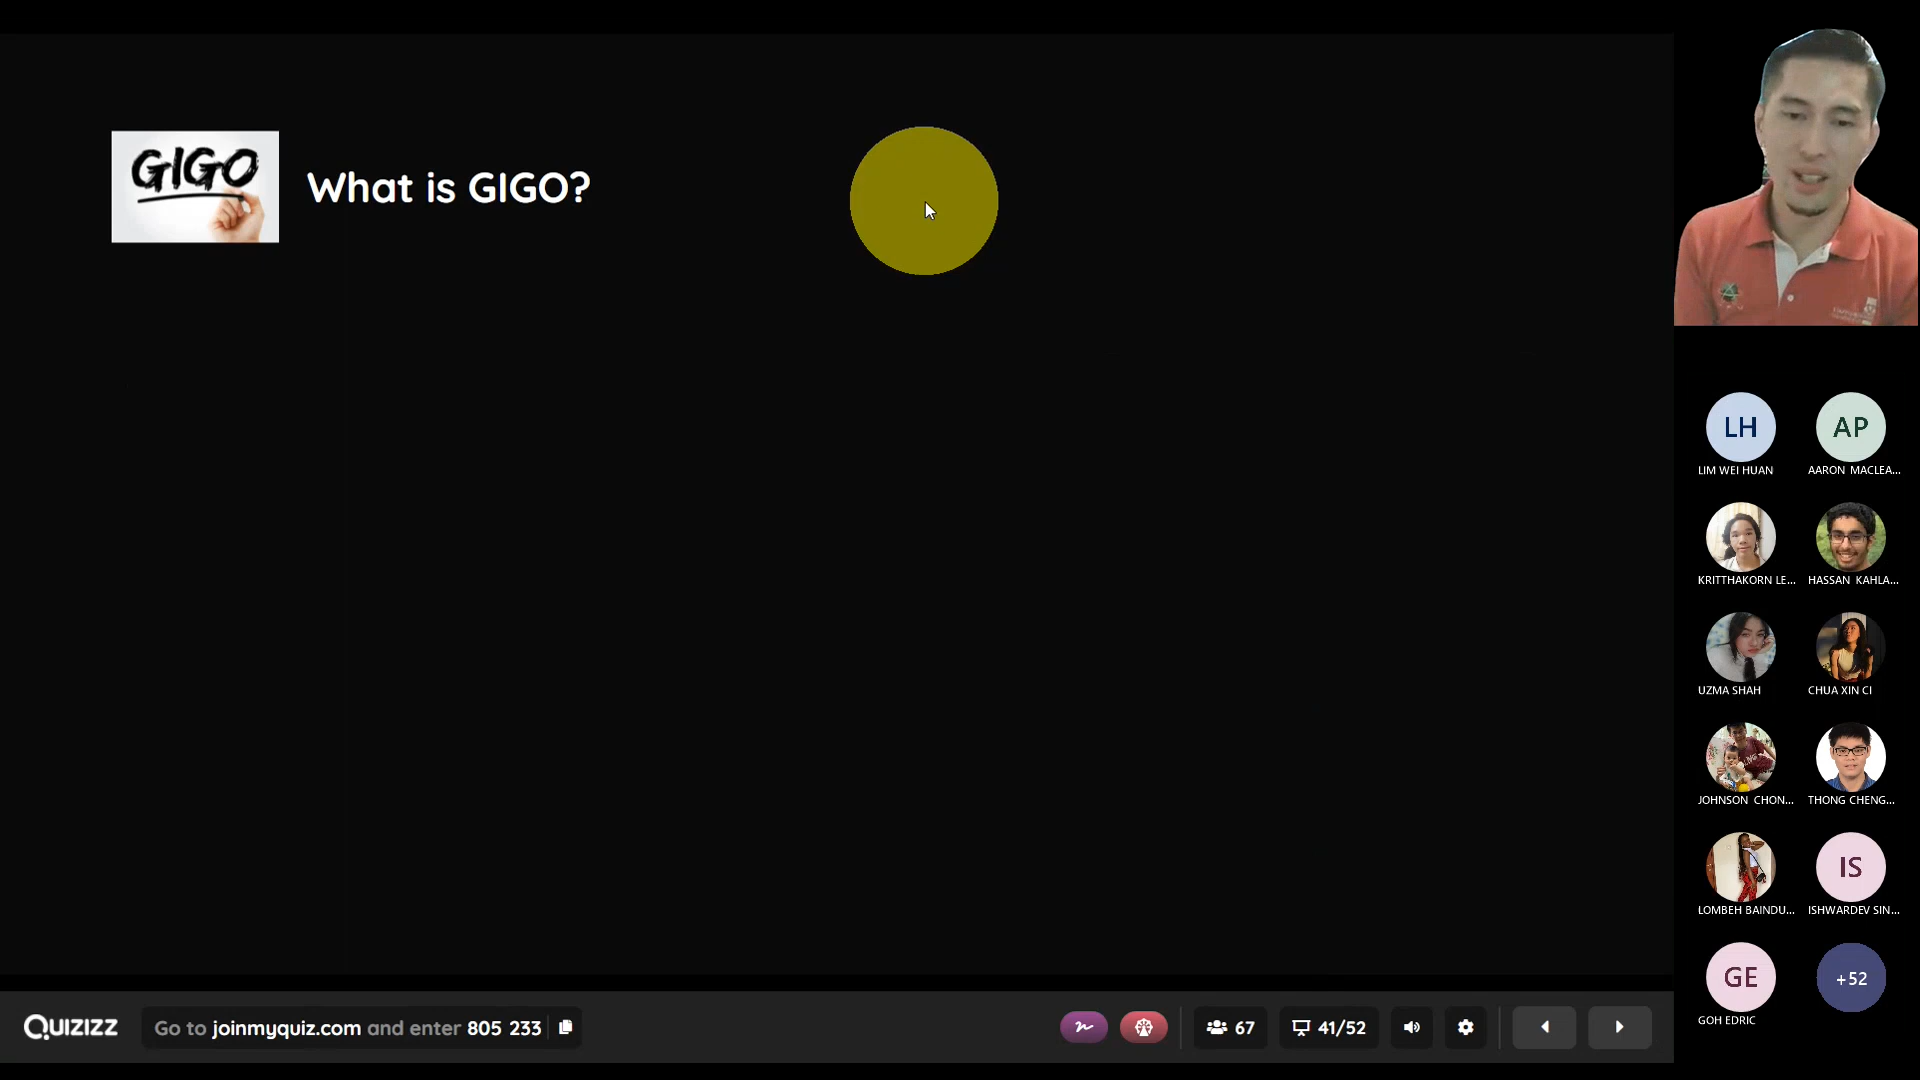 GIGO
What is GIGO?
LH
AP
LIM WEI HUAN
AARON MACLEA...
KRITTHAKORN LE...
HASSAN KAHLA...
UZMA SHAH
CHUA XIN CI
JOHNSON CHON...
THONG CHENG...
IS
LOMBEH BAINDU...
ISHWARDEV SIN...
GE
+52
GOH EDRIC
Quizizz
Go to joinmyquiz.com and enter 805 233
67
41/52